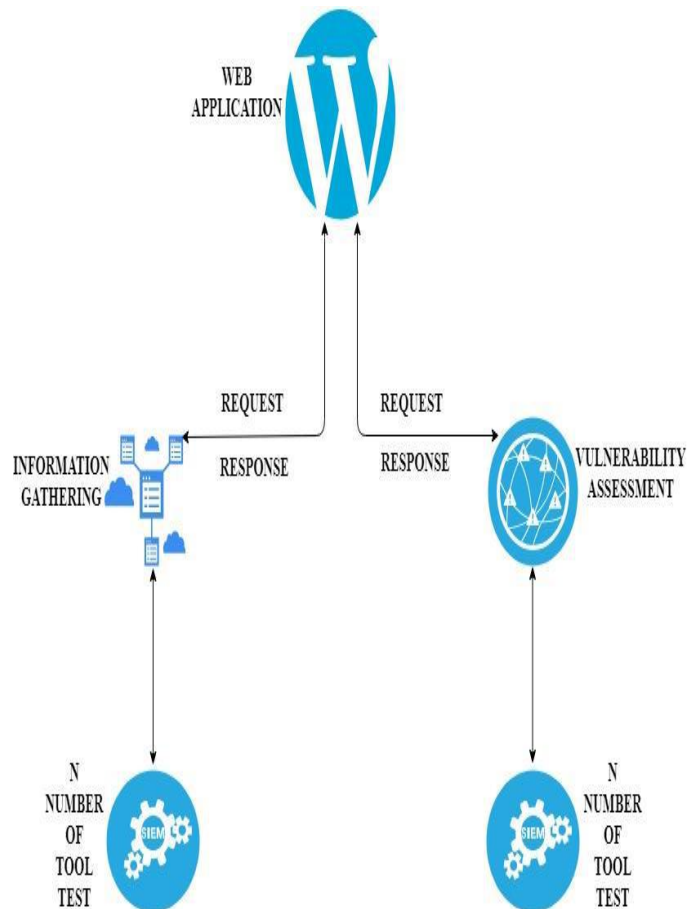 WEB
APPLICATION
REQUEST
REQUEST
INFORMATION
GATHERING
RESPONSE
RESPONSE
VULNERABILITY
ASSESSMENT
N
NUMBER
OF
TOOL
TEST
SIEM
N
NUMBER
OF
TOOL
TEST
SIEM